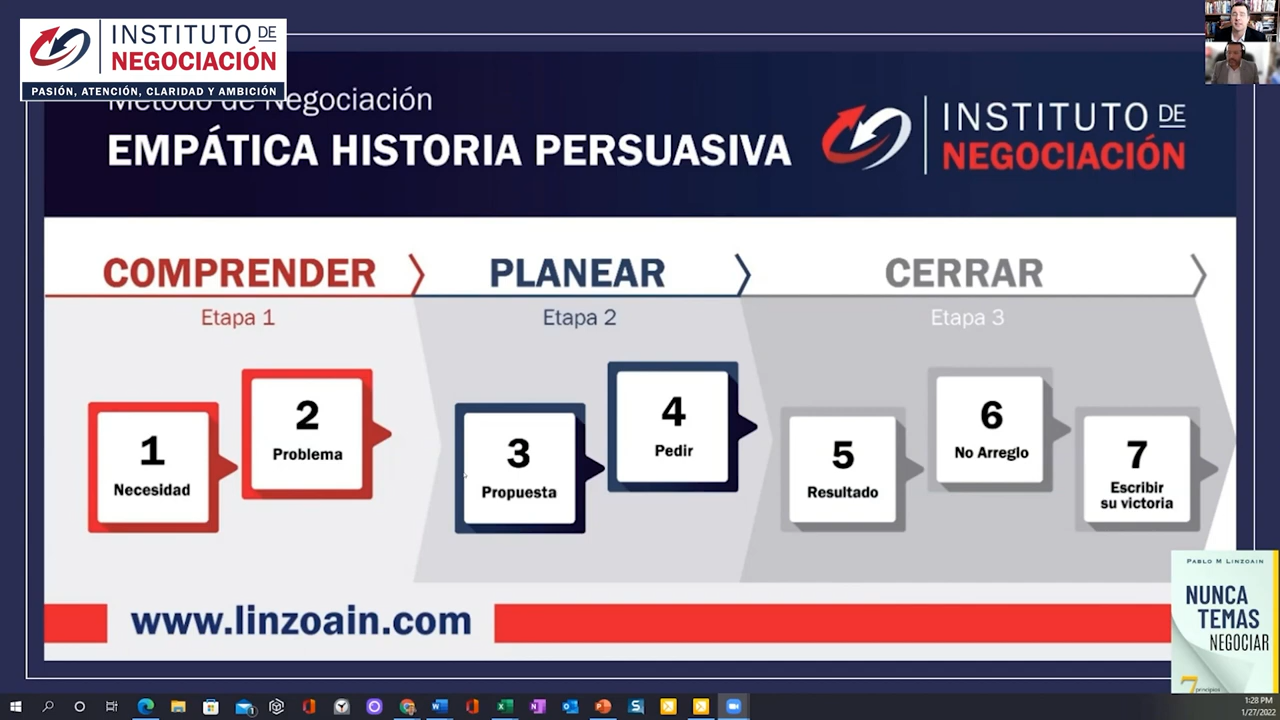 INSTITUTO DE
NEGOCIACIÓN
PASIÓN, ATENCIÓN, CLARIDAD Y AMBICIÓN
Método de Negociación
EMPÁTICA HISTORIA PERSUASIVA
INSTITUTO DE
NEGOCIACIÓN
COMPRENDER
PLANEAR
CERRAR
Etapa 1
Etapa 2
Etapa 3
1
Necesidad
2
Problema
3
Propuesta
4
Pedir
5
Resultado
6
No Arreglo
7
Escribir
su victoria
www.linzoain.com
PABLO M LINZOAIN
NUNCA
TEMAS
NEGOCIAR
7 principios
1:28 PM
1/27/2022